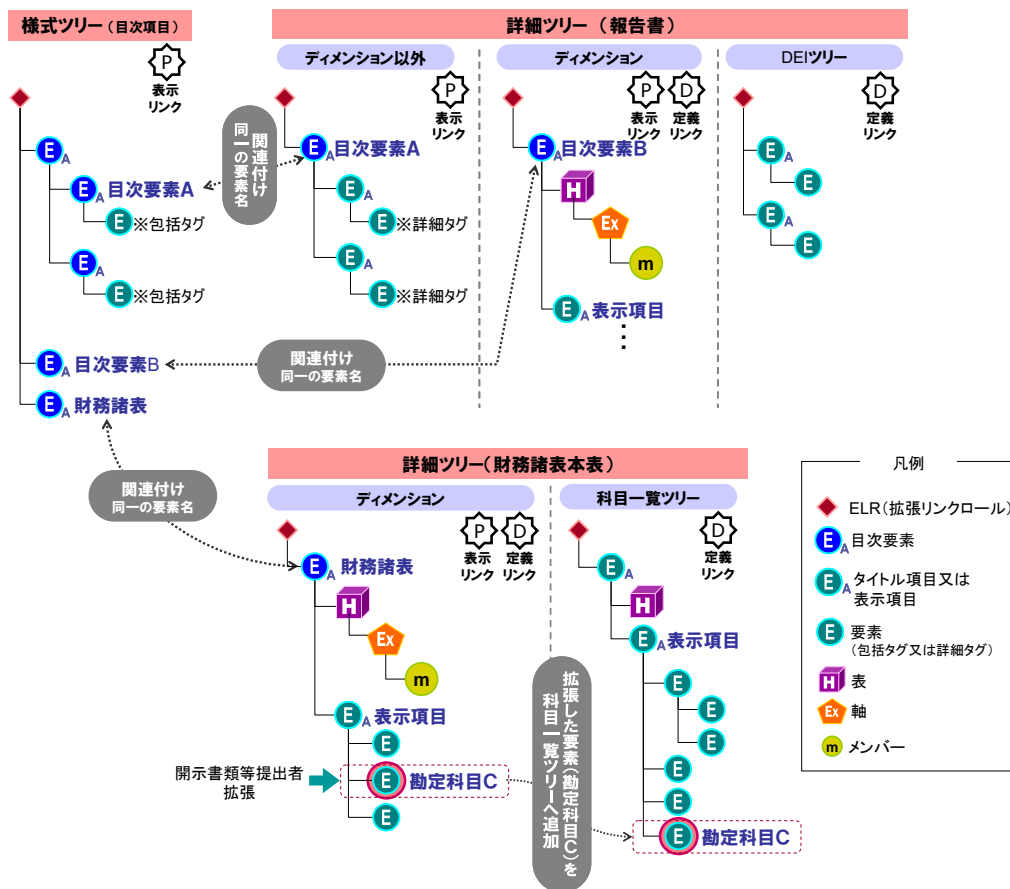 様式ツリー（目次項目）
P
表示
リンク
E
A
E
A
目次要素A
E
※包括タグ
E
A
E
※包括タグ
E
A
目次要素B
E
A
財務諸表
関連付け
同一の要素名
詳細ツリー（報告書）
ディメンション以外
P
表示
リンク
E
A
目次要素A
E
A
E
※詳細タグ
E
A
E
※詳細タグ
ディメンション
P
D
表示
リンク
定義
リンク
E
A
目次要素B
H
Ex
m
E
A
表示項目
⋮
DEIツリー
D
定義
リンク
E
A
E
E
A
E
関連付け
同一の要素名
関連付け
同一の要素名
詳細ツリー（財務諸表本表）
ディメンション
P
D
表示
リンク
定義
リンク
E
A
財務諸表
H
Ex
m
E
A
表示項目
E
開示書類等提出者
拡張
E
勘定科目C
E
拡張した要素（勘定科目C）を
科目一覧ツリーへ追加
科目一覧ツリー
D
定義
リンク
E
A
H
E
A
表示項目
E
E
E
E
E
E
勘定科目C
凡例
ELR（拡張リンクロール）
E
A
目次要素
E
A
タイトル項目又は
表示項目
E
要素
（包括タグ又は詳細タグ）
H
表
Ex
軸
m
メンバー